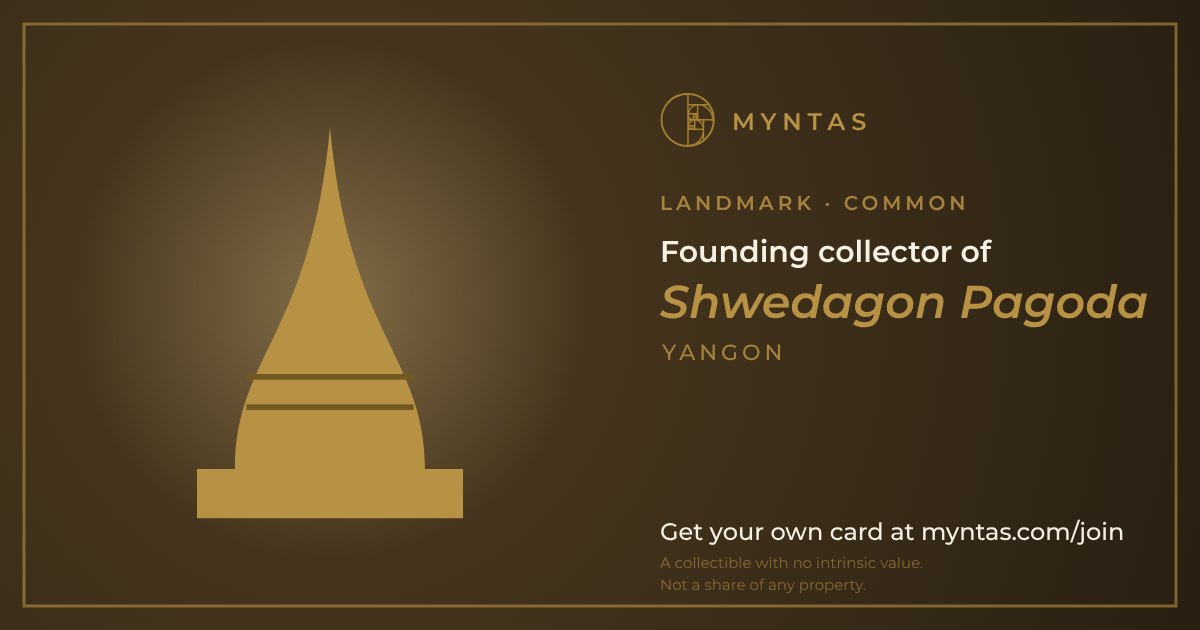 MYNTAS
LANDMARK · COMMON
Founding collector of
Shwedagon Pagoda
YANGON
Get your own card at myntas.com/join
A collectible with no intrinsic value.
Not a share of any property.